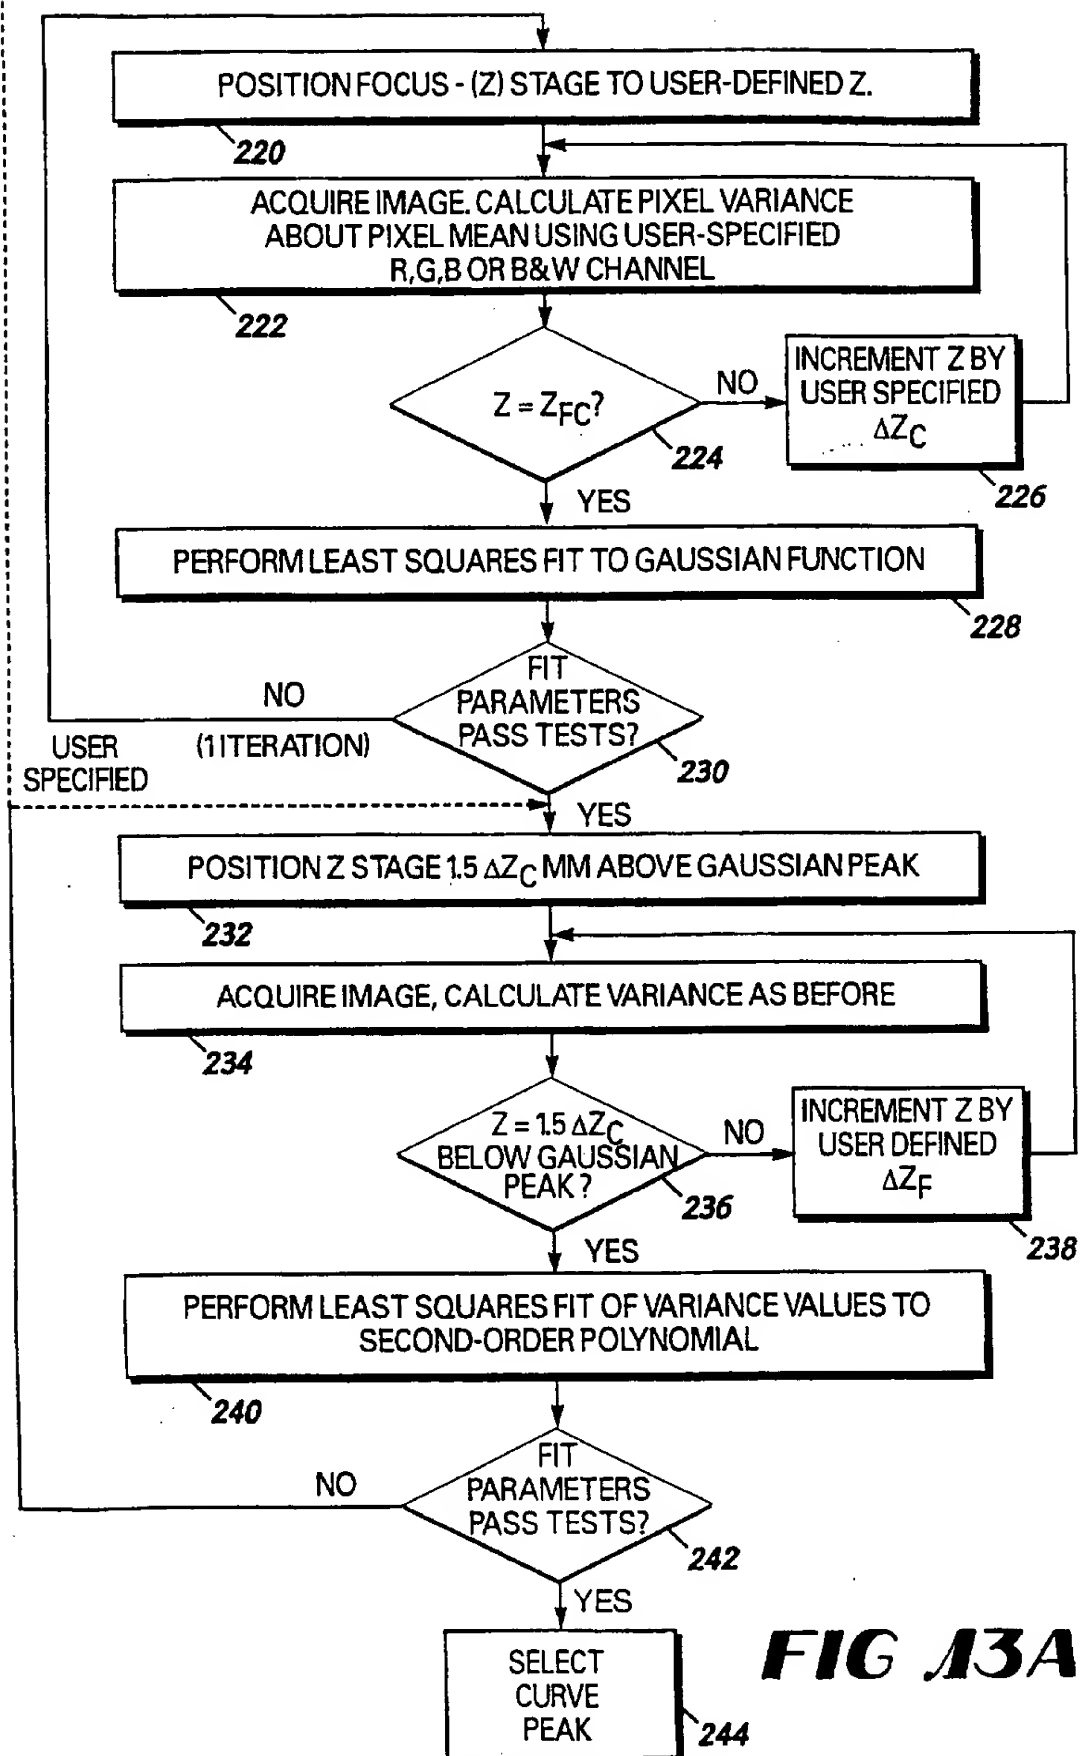 POSITION FOCUS - (Z) STAGE TO USER-DEFINED Z.
220
ACQUIRE IMAGE. CALCULATE PIXEL VARIANCE
ABOUT PIXEL MEAN USING USER-SPECIFIED
R,G,B OR B&W CHANNEL
222
Z = ZFC?
224
NO
INCREMENT Z BY
USER SPECIFIED
ΔZC
226
YES
PERFORM LEAST SQUARES FIT TO GAUSSIAN FUNCTION
228
FIT
PARAMETERS
PASS TESTS?
230
NO
(1 ITERATION)
USER
SPECIFIED
YES
POSITION Z STAGE 1.5 ΔZC MM ABOVE GAUSSIAN PEAK
232
ACQUIRE IMAGE, CALCULATE VARIANCE AS BEFORE
234
Z = 1.5 ΔZC
BELOW GAUSSIAN
PEAK?
236
NO
INCREMENT Z BY
USER DEFINED
ΔZF
238
YES
PERFORM LEAST SQUARES FIT OF VARIANCE VALUES TO
SECOND-ORDER POLYNOMIAL
240
FIT
PARAMETERS
PASS TESTS?
242
NO
YES
SELECT
CURVE
PEAK
244
FIG 13A